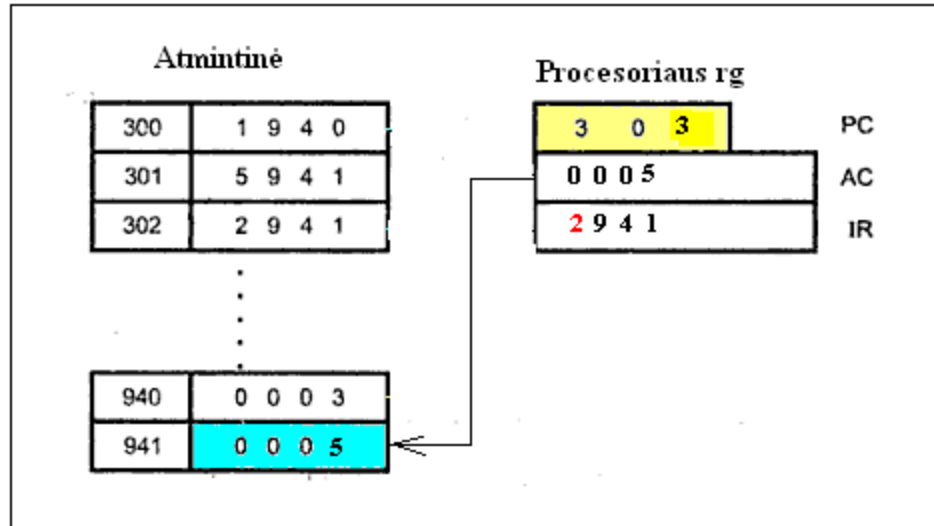 Atmintinė
Procesoriaus rg
300 1 9 4 0
301 5 9 4 1
302 2 9 4 1
940 0 0 0 3
941 0 0 0 5
3 0 3 PC
0 0 0 5 AC
2 9 4 1 IR